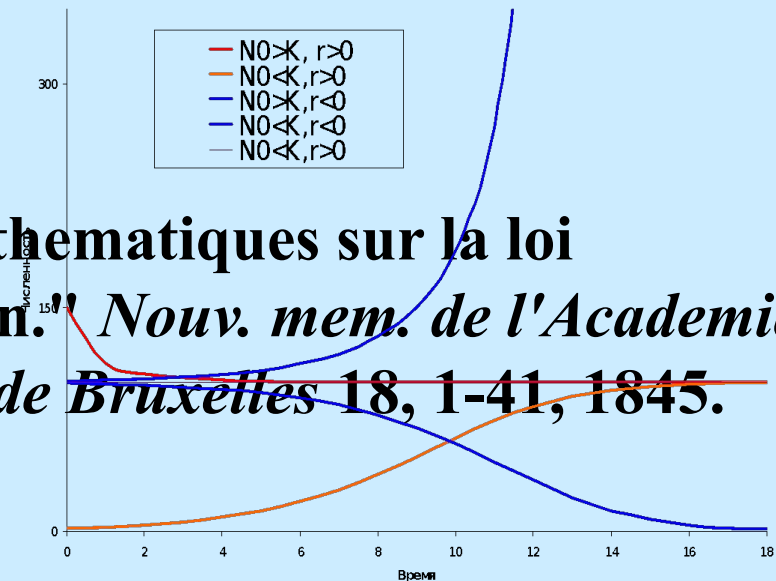 300
N0>K, r>0
N0<K,r>0
N0>K,r<0
N0<K,r<0
N0<K,r>0
thematiques sur la loi
150
n." Nouv. mem. de l'Academi
de Bruxelles 18, 1-41, 1845.
0
0 2 4 6 8 10 12 14 16 18
Время